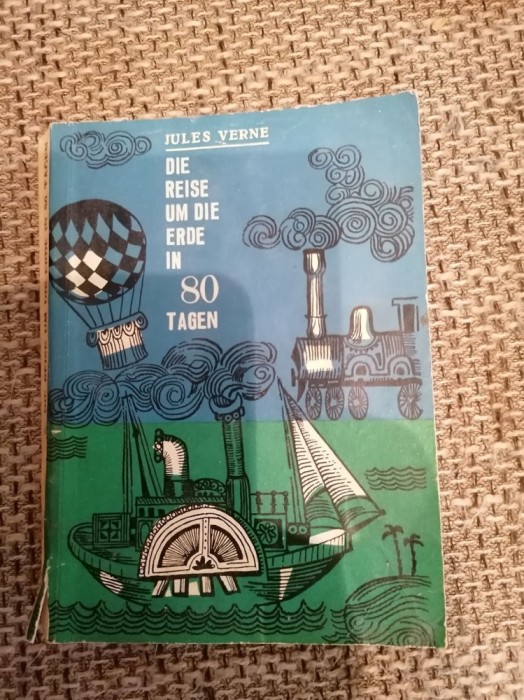 JULES VERNE
DIE
REISE
UM DIE
ERDE
IN
80
TAGEN